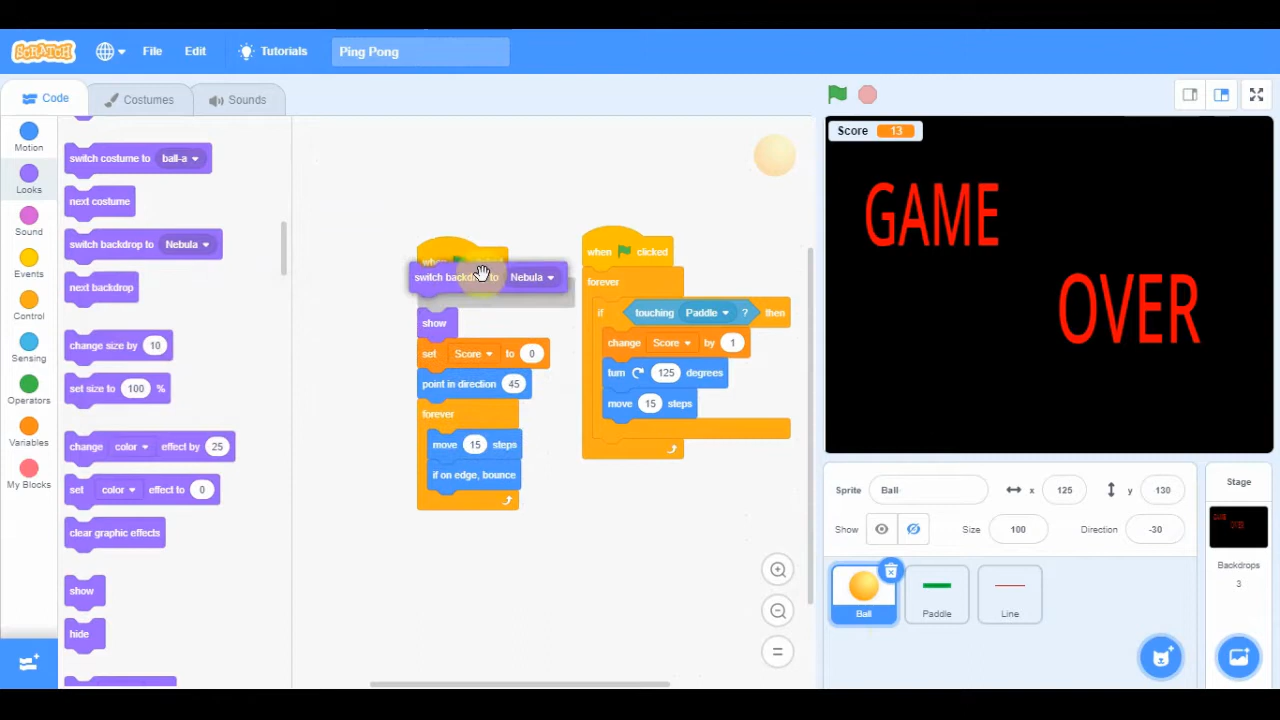 SCRATCH File Edit Tutorials Ping Pong
Code Costumes Sounds
Motion
Looks
Sound
Events
Control
Sensing
Operators
Variables
My Blocks
switch costume to ball-a
next costume
switch backdrop to Nebula
next backdrop
change size by 10
set size to 100 %
change color effect by 25
set color effect to 0
clear graphic effects
show
hide
when
switch backdrop to Nebula
show
set Score to 0
point in direction 45
forever
move 15 steps
if on edge, bounce
when clicked
forever
if touching Paddle ? then
change Score by 1
turn 125 degrees
move 15 steps
Score 13
GAME
OVER
Sprite Ball x 125 y 130
Show Size 100 Direction -30
Ball Paddle Line
Stage
GAME
OVER
Backdrops
3